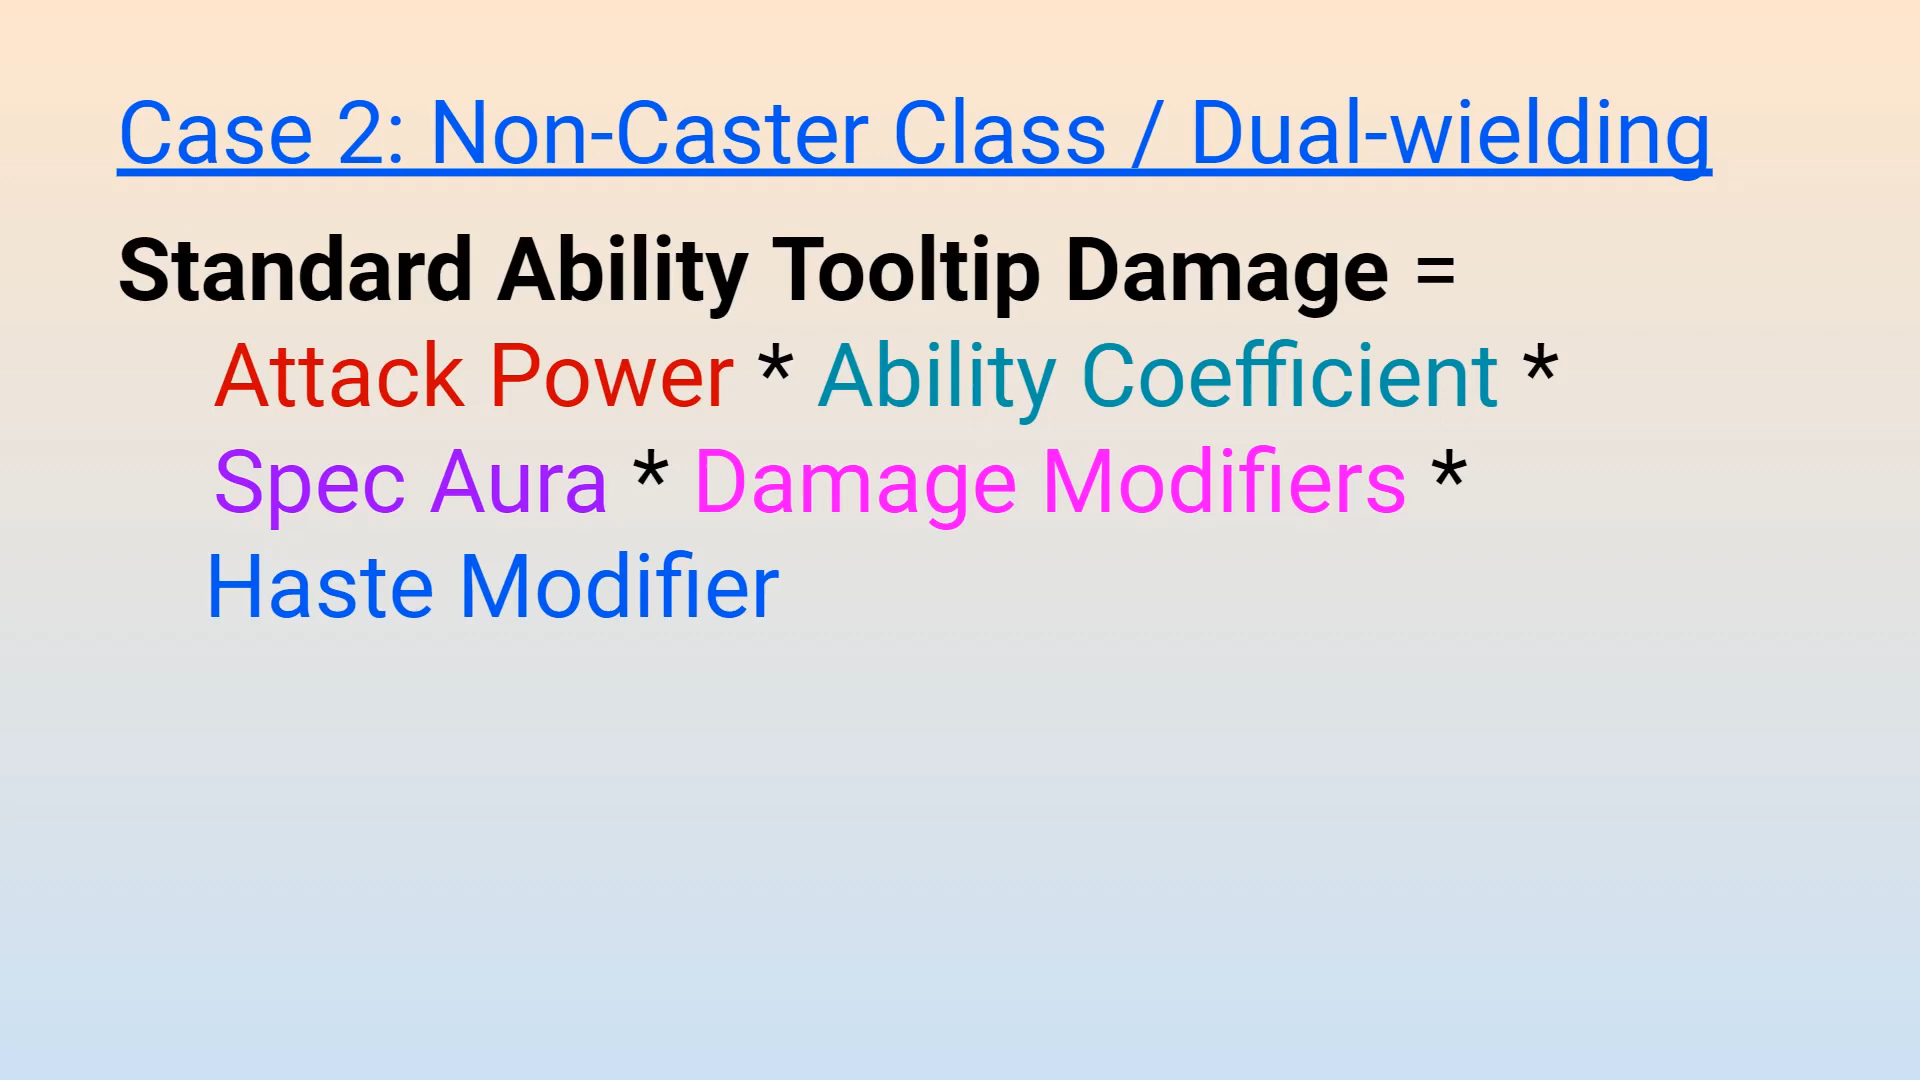 Case 2: Non-Caster Class / Dual-wielding
Standard Ability Tooltip Damage =
Attack Power * Ability Coefficient *
Spec Aura * Damage Modifiers *
Haste Modifier